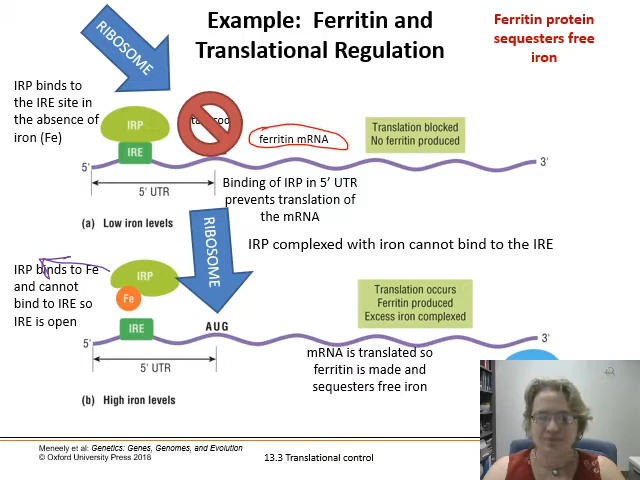 Example: Ferritin and
Translational Regulation
Ferritin protein
sequesters free
iron
RIBOSOME
IRP binds to
the IRE site in
the absence of
iron (Fe)
IRP
IRE
ferritin mRNA
Translation blocked
No ferritin produced
5′
3′
5′ UTR
Binding of IRP in 5’ UTR
prevents translation of
the mRNA
(a) Low iron levels
RIBOSOME
IRP complexed with iron cannot bind to the IRE
IRP binds to Fe
and cannot
bind to IRE so
IRE is open
IRP
Fe
IRE
AUG
Translation occurs
Ferritin produced
Excess iron complexed
5′
3′
5′ UTR
mRNA is translated so
ferritin is made and
sequesters free iron
(b) High iron levels
Meneely et al: Genetics: Genes, Genomes, and Evolution
© Oxford University Press 2018
13.3 Translational control